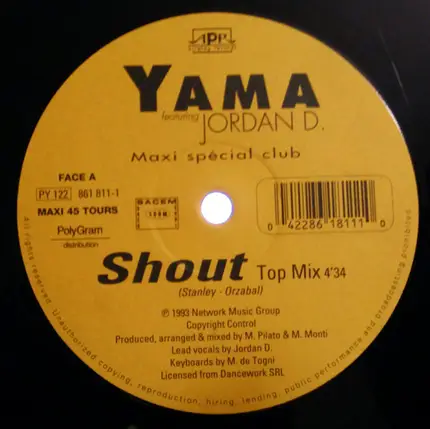 APP
YAMA
featuring JORDAN D.
Maxi spécial club
FACE A
PY 122 861 811-1
MAXI 45 TOURS
PolyGram
distribution
SACEM
0 42286 18111 0
Shout Top Mix 4'34
(Stanley - Orzabal)
℗ 1993 Network Music Group
Copyright Control
Produced, arranged & mixed by M. Pilato & M. Monti
Lead vocals by Jordan D.
Keyboards by M. de Togni
Licensed from Dancework SRL
All rights reserved. Unauthorized copying, reproduction, hiring, lending, public performance and broadcasting prohibited